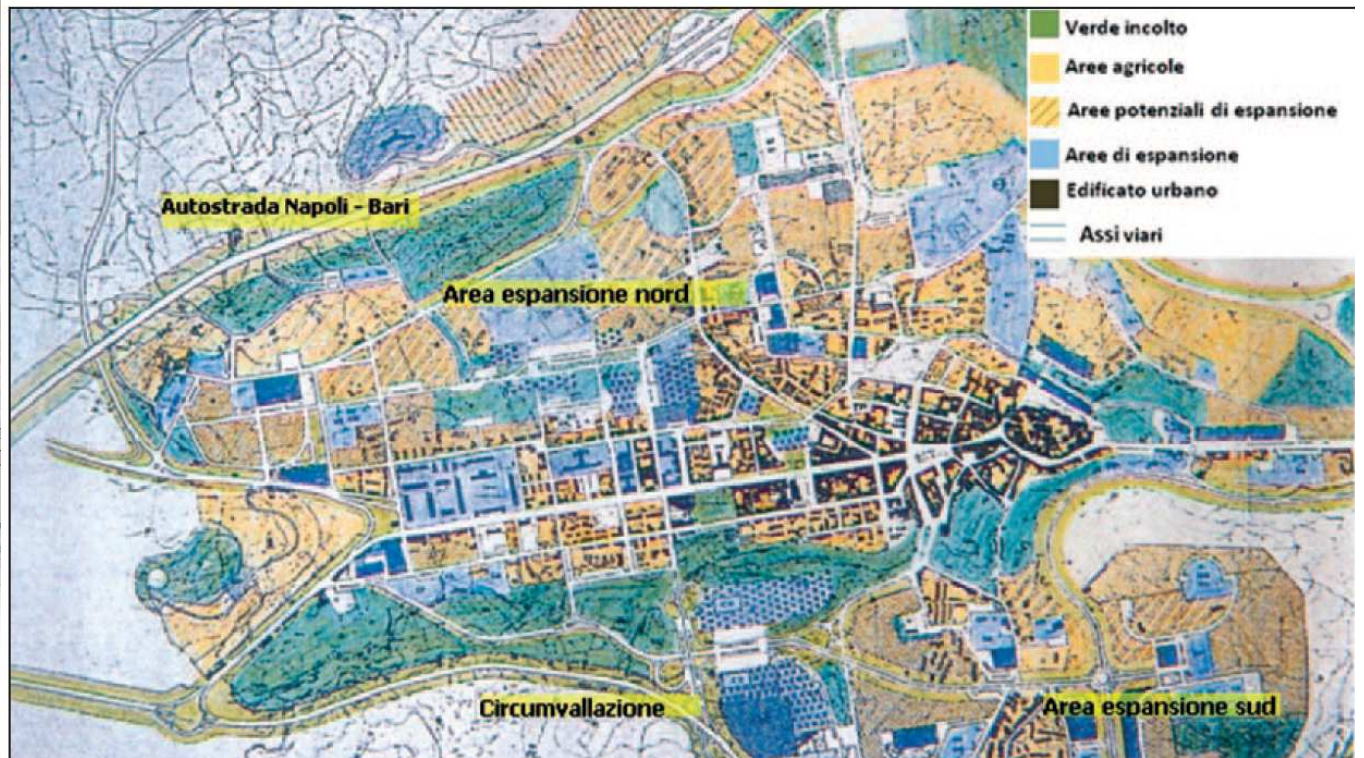 Verde incolto
Aree agricole
Aree potenziali di espansione
Aree di espansione
Edificato urbano
Assi viari
Autostrada Napoli - Bari
Area espansione nord
Circumvallazione
Area espansione sud